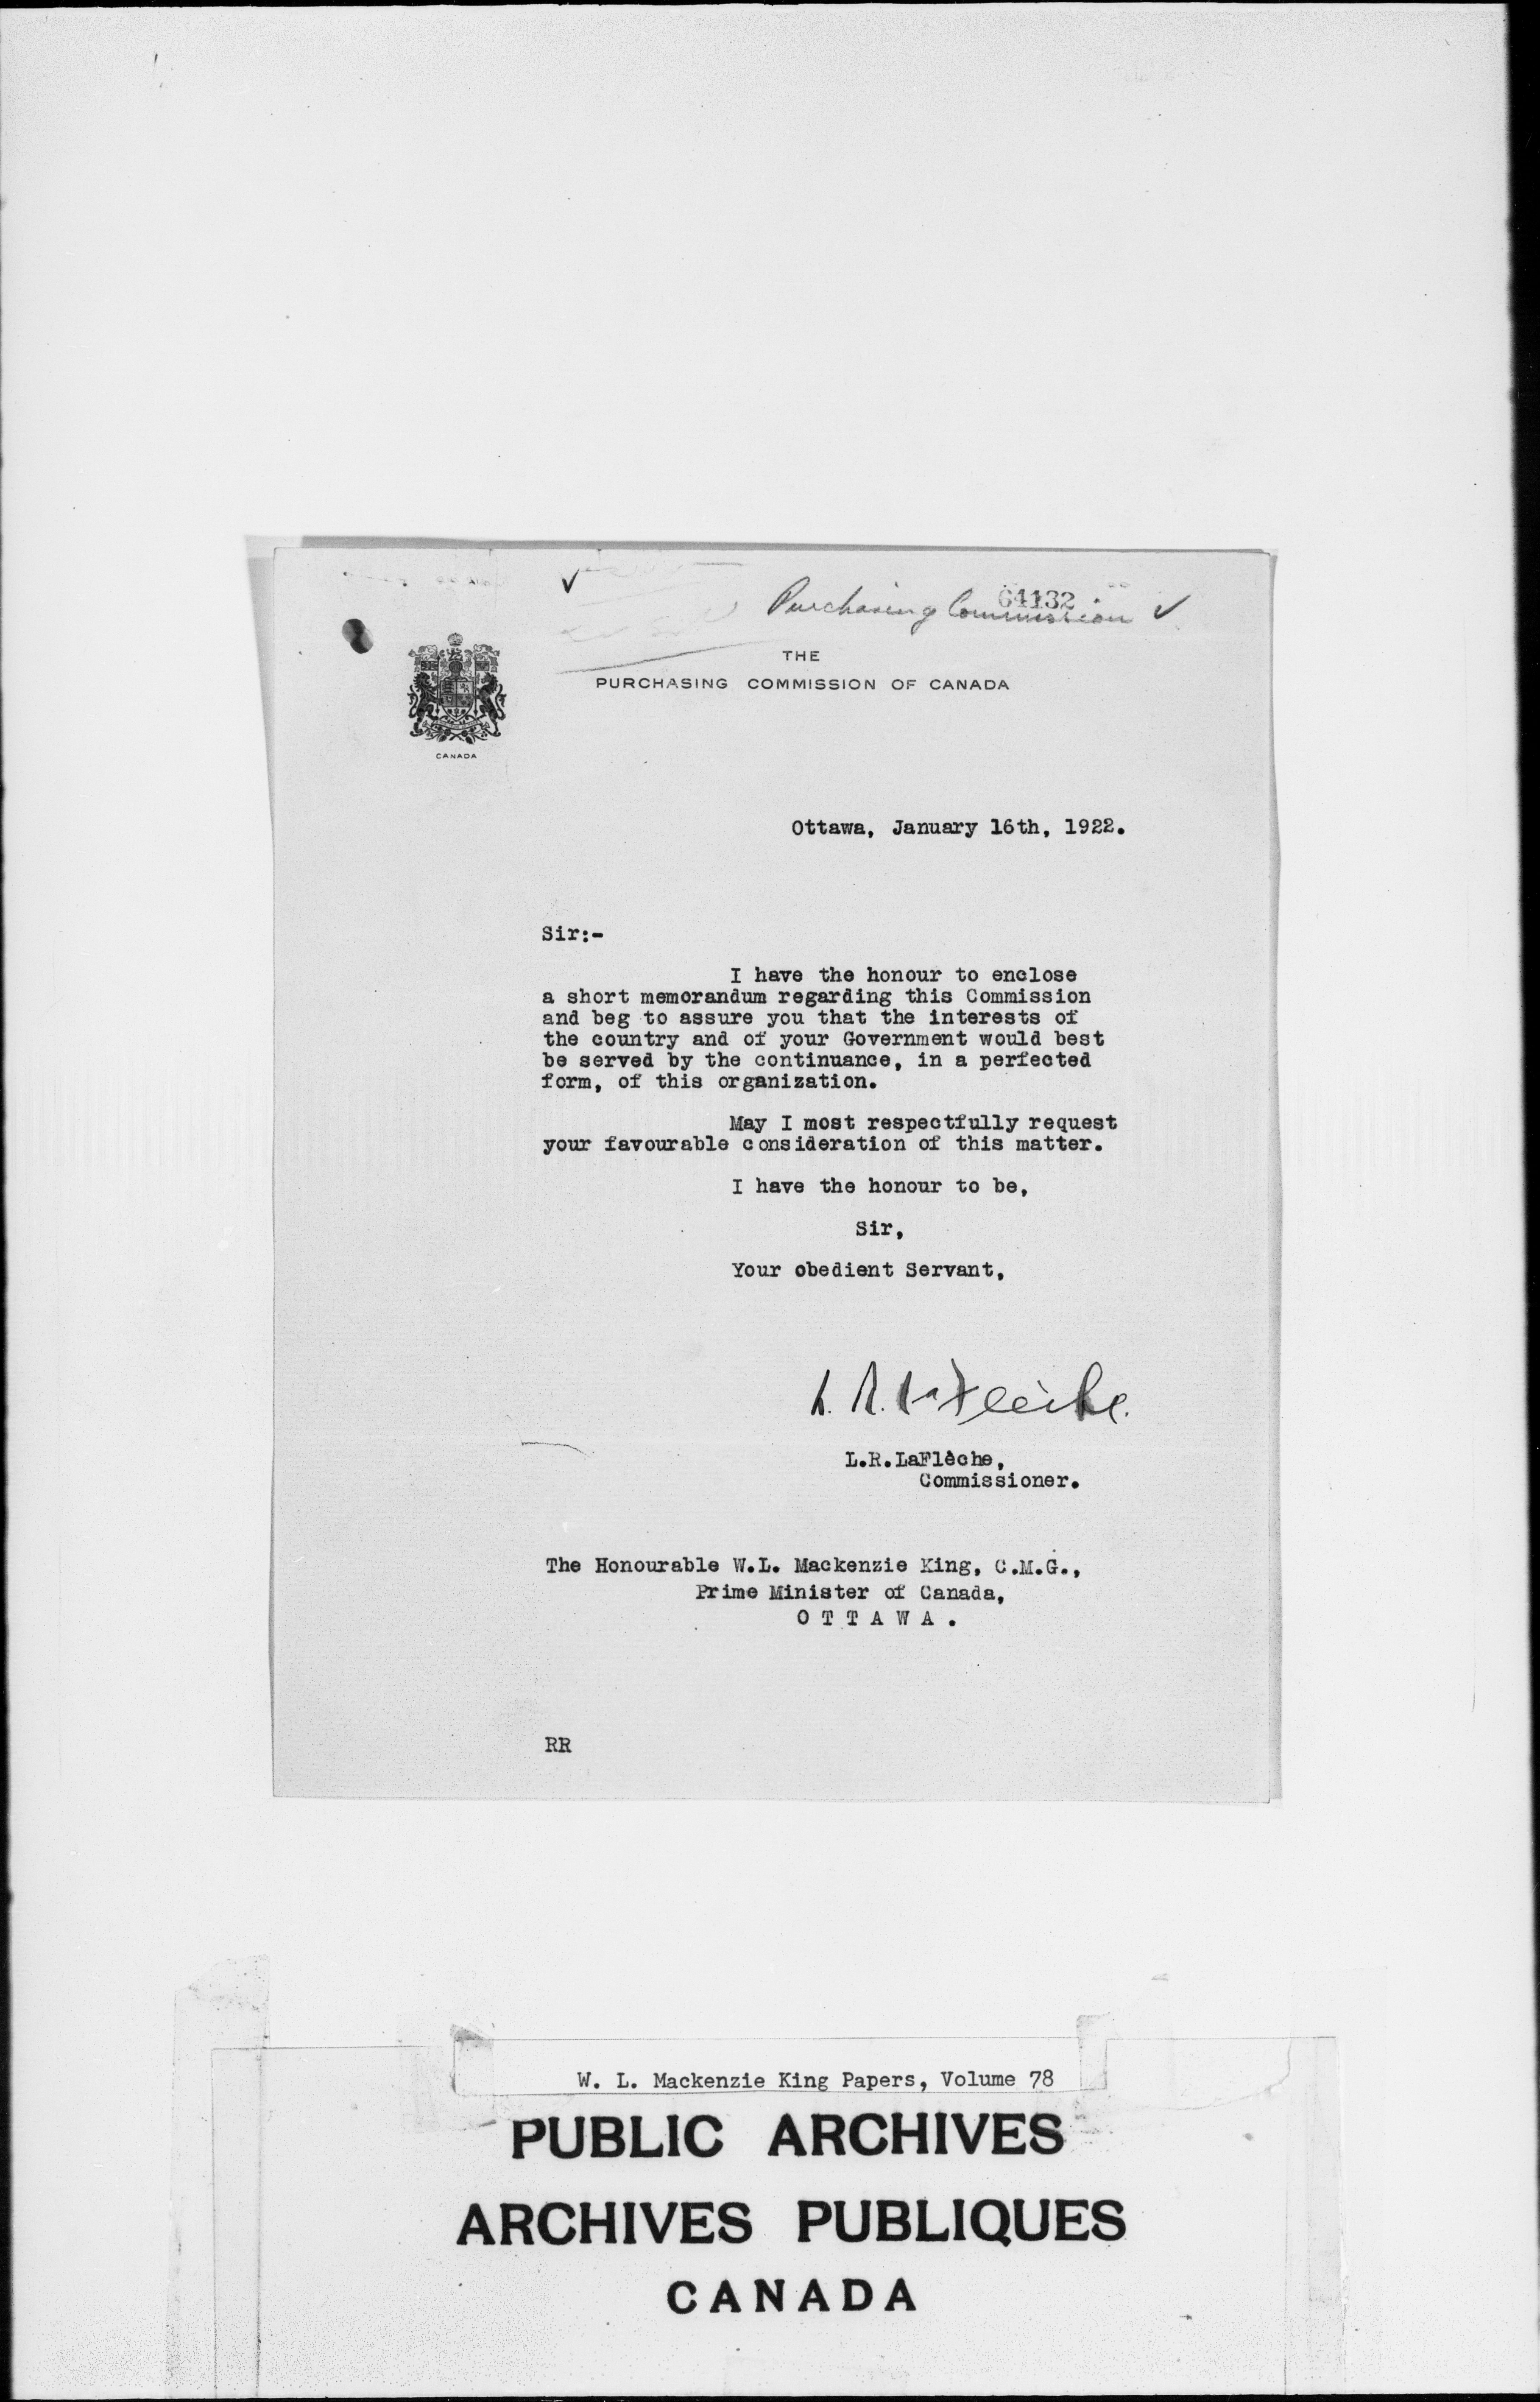 64132
Purchasing Commission
THE
PURCHASING COMMISSION OF CANADA
CANADA
Ottawa, January 16th, 1922.
Sir:-
I have the honour to enclose
a short memorandum regarding this Commission
and beg to assure you that the interests of
the country and of your Government would best
be served by the continuance, in a perfected
form, of this organization.
May I most respectfully request
your favourable consideration of this matter.
I have the honour to be,
Sir,
Your obedient Servant,
L. R. LaFlèche.
L.R.LaFlèche,
Commissioner.
The Honourable W.L. Mackenzie King, C.M.G.,
Prime Minister of Canada,
O T T A W A .
RR
W. L. Mackenzie King Papers, Volume 78
PUBLIC ARCHIVES
ARCHIVES PUBLIQUES
CANADA